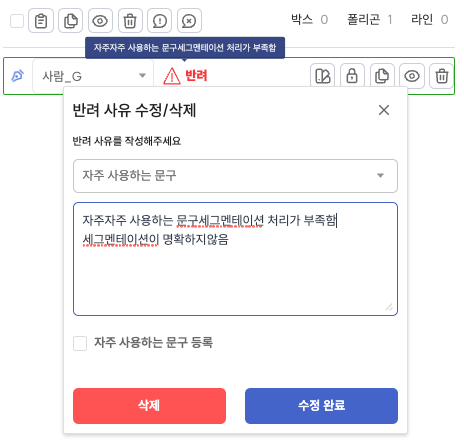 박스 0 폴리곤 1 라인 0
자주자주 사용하는 문구세그멘테이션 처리가 부족함
사람_G 반려
반려 사유 수정/삭제
반려 사유를 작성해주세요
자주 사용하는 문구
자주자주 사용하는 문구세그멘테이션 처리가 부족함
세그멘테이션이 명확하지않음
자주 사용하는 문구 등록
삭제 수정 완료